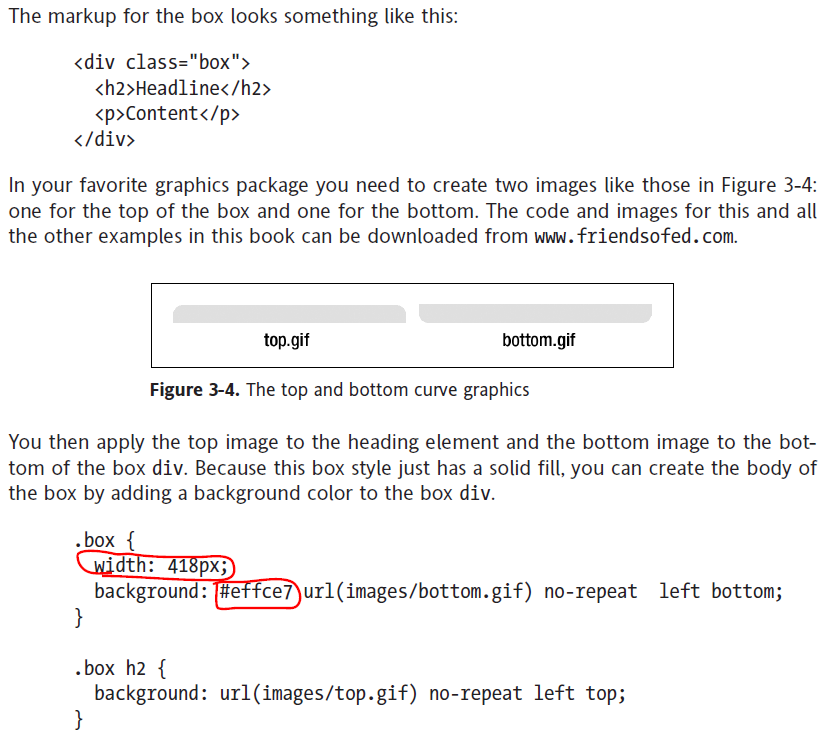 The markup for the box looks something like this:
<div class="box">
<h2>Headline</h2>
<p>Content</p>
</div>
In your favorite graphics package you need to create two images like those in Figure 3-4:
one for the top of the box and one for the bottom. The code and images for this and all
the other examples in this book can be downloaded from www.friendsofed.com.
top.gif bottom.gif
Figure 3-4. The top and bottom curve graphics
You then apply the top image to the heading element and the bottom image to the bot-
tom of the box div. Because this box style just has a solid fill, you can create the body of
the box by adding a background color to the box div.
.box {
width: 418px;
background: #effce7 url(images/bottom.gif) no-repeat  left bottom;
}
.box h2 {
background: url(images/top.gif) no-repeat left top;
}